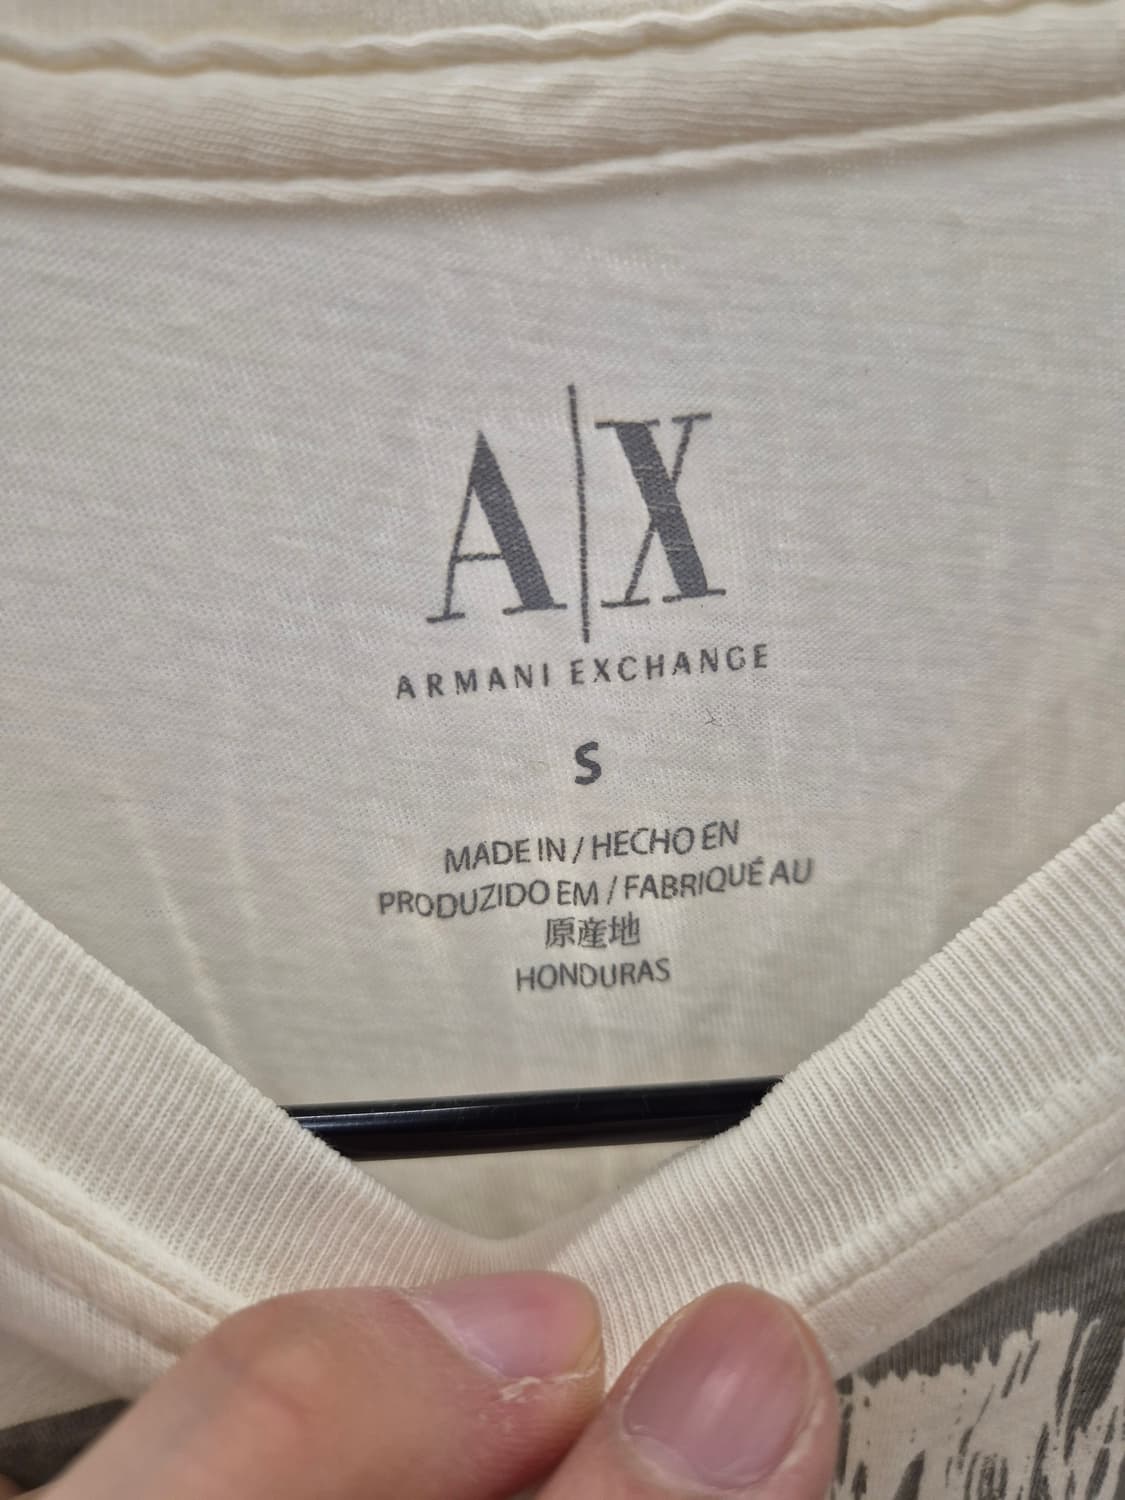 A|X
ARMANI EXCHANGE
S
MADE IN / HECHO EN
PRODUZIDO EM / FABRIQUÉ AU
原産地
HONDURAS